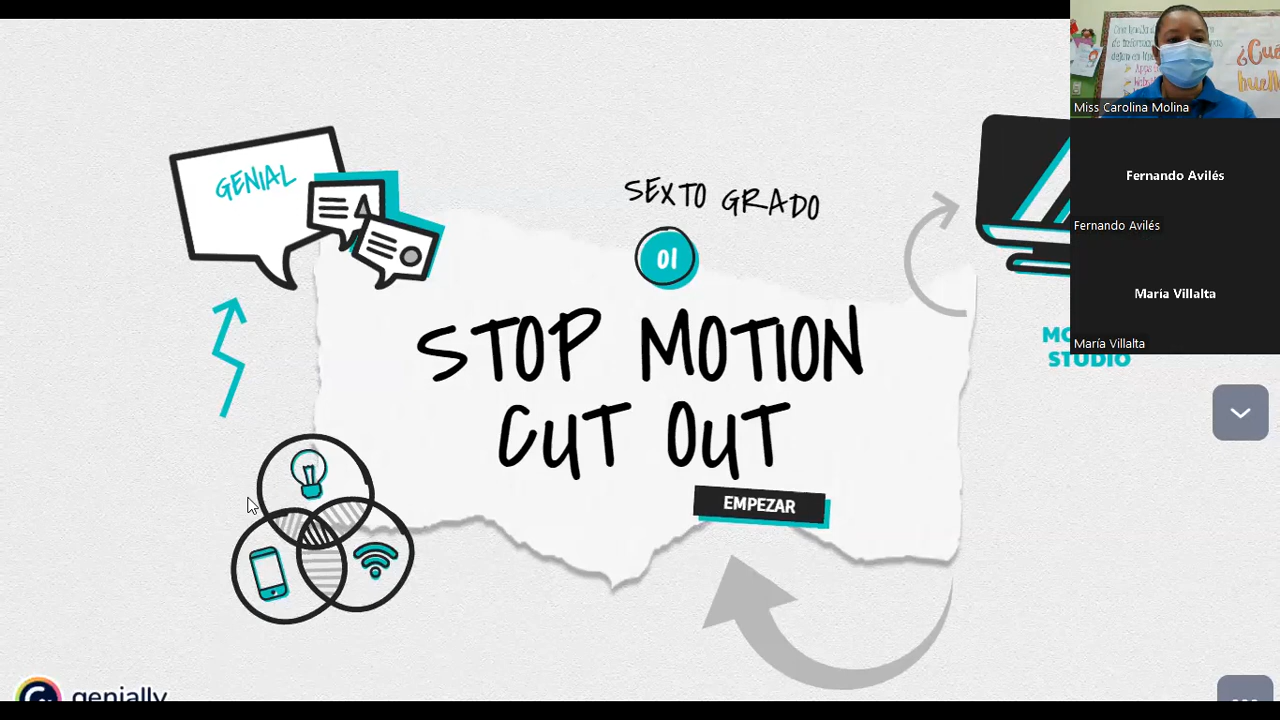 GENIAL
SEXTO GRADO
01
STOP MOTION
CUT OUT
EMPEZAR
STUDIO
genially
Miss Carolina Molina
Fernando Avilés
Fernando Avilés
María Villalta
María Villalta